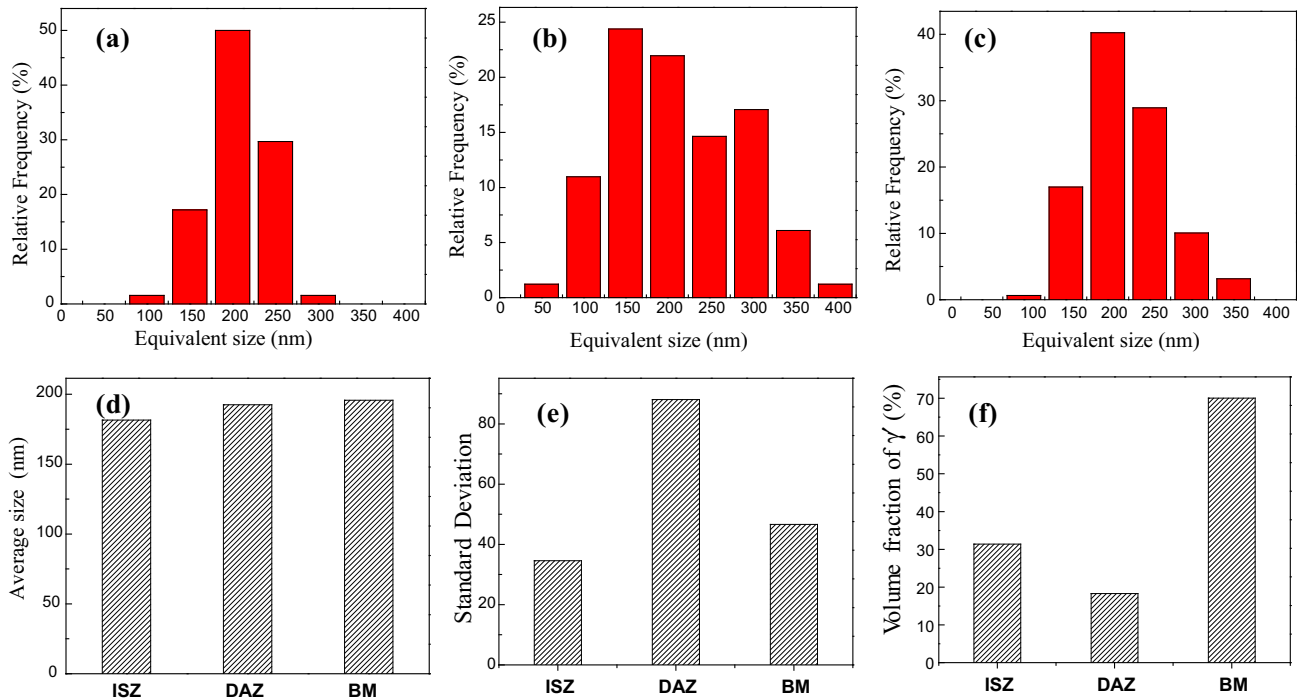 (a)
50
40
30
20
10
0
Relative Frequency (%)
0 50 100 150 200 250 300 350 400
Equivalent size (nm)
(b)
25
20
15
10
5
0
Relative Frequency (%)
50 100 150 200 250 300 350 400
Equivalent size (nm)
(c)
50
40
30
20
10
0
Relative Frequency (%)
0 50 100 150 200 250 300 350 400
Equivalent size (nm)
(d)
200
150
100
50
0
Average size (nm)
ISZ DAZ BM
(e)
80
60
40
20
0
Standard Deviation
ISZ DAZ BM
(f)
70
60
50
40
30
20
10
0
Volume fraction of γ′ (%)
ISZ DAZ BM